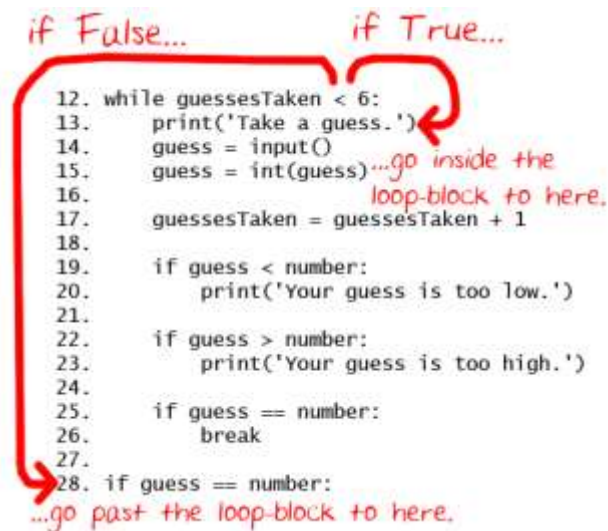 if False...
if True...
12. while guessesTaken < 6:
13.     print('Take a guess.')
14.     guess = input()
15.     guess = int(guess)
...go inside the
loop-block to here.
16.
17.     guessesTaken = guessesTaken + 1
18.
19.     if guess < number:
20.         print('Your guess is too low.')
21.
22.     if guess > number:
23.         print('Your guess is too high.')
24.
25.     if guess == number:
26.         break
27.
28. if guess == number:
...go past the loop-block to here.